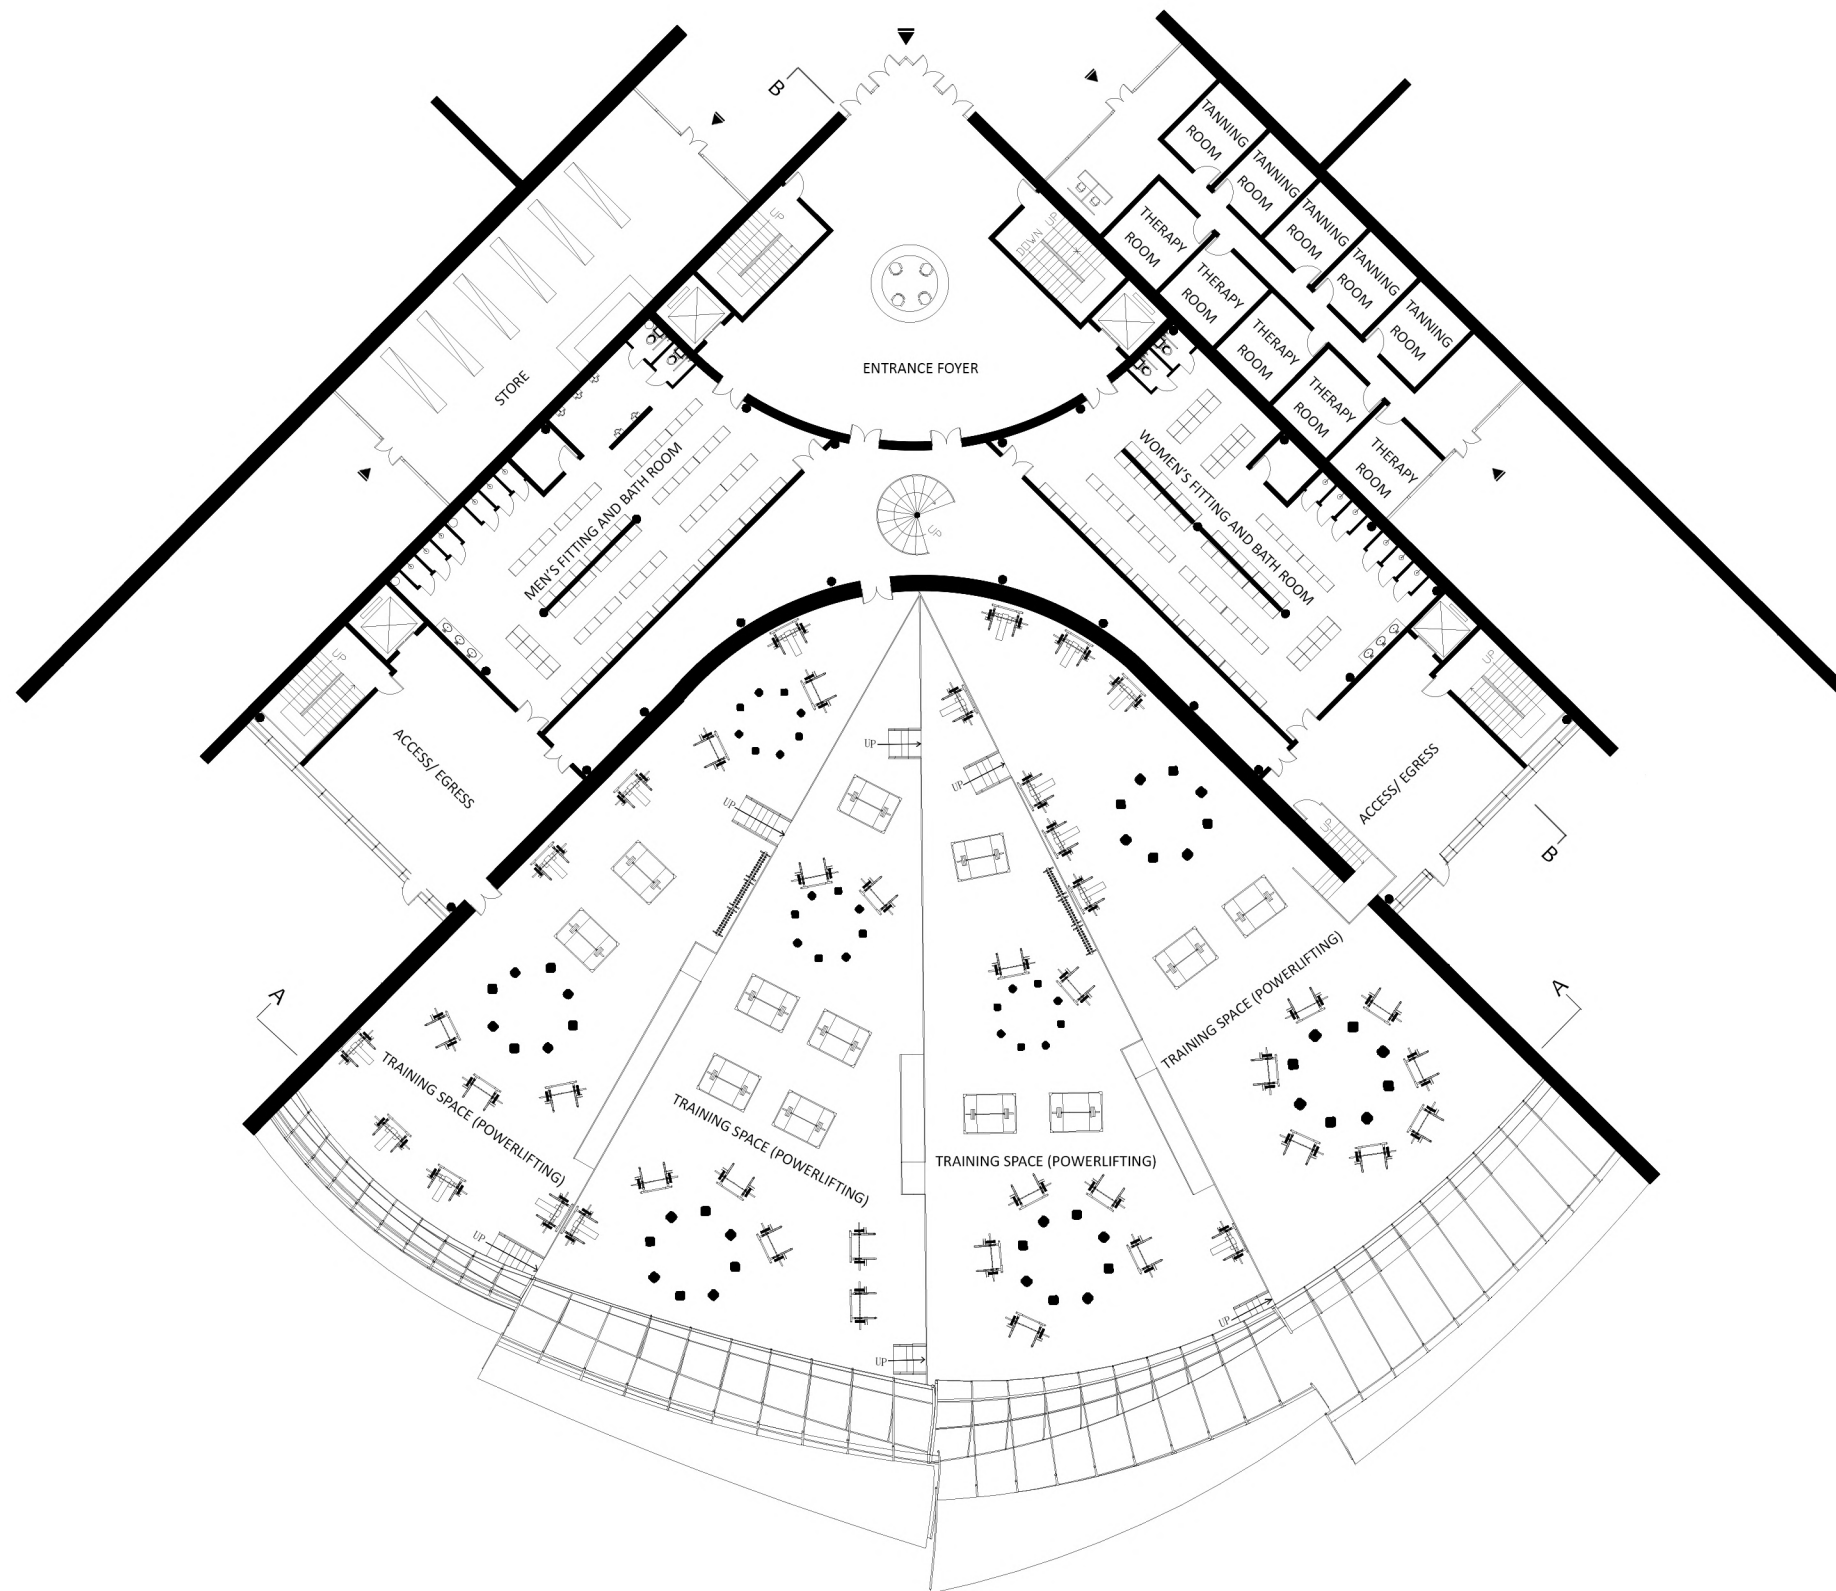 B
TANNING
ROOM
TANNING
ROOM
TANNING
ROOM
TANNING
ROOM
TANNING
ROOM
THERAPY
ROOM
THERAPY
ROOM
THERAPY
ROOM
THERAPY
ROOM
THERAPY
ROOM
UP
DOWN UP
ENTRANCE FOYER
STORE
MEN'S FITTING AND BATH ROOM
WOMEN'S FITTING AND BATH ROOM
UP
UP
UP
ACCESS/ EGRESS
ACCESS/ EGRESS
UP
UP
UP
UP
B
A
A
TRAINING SPACE (POWERLIFTING)
TRAINING SPACE (POWERLIFTING)
TRAINING SPACE (POWERLIFTING)
TRAINING SPACE (POWERLIFTING)
UP
UP
UP